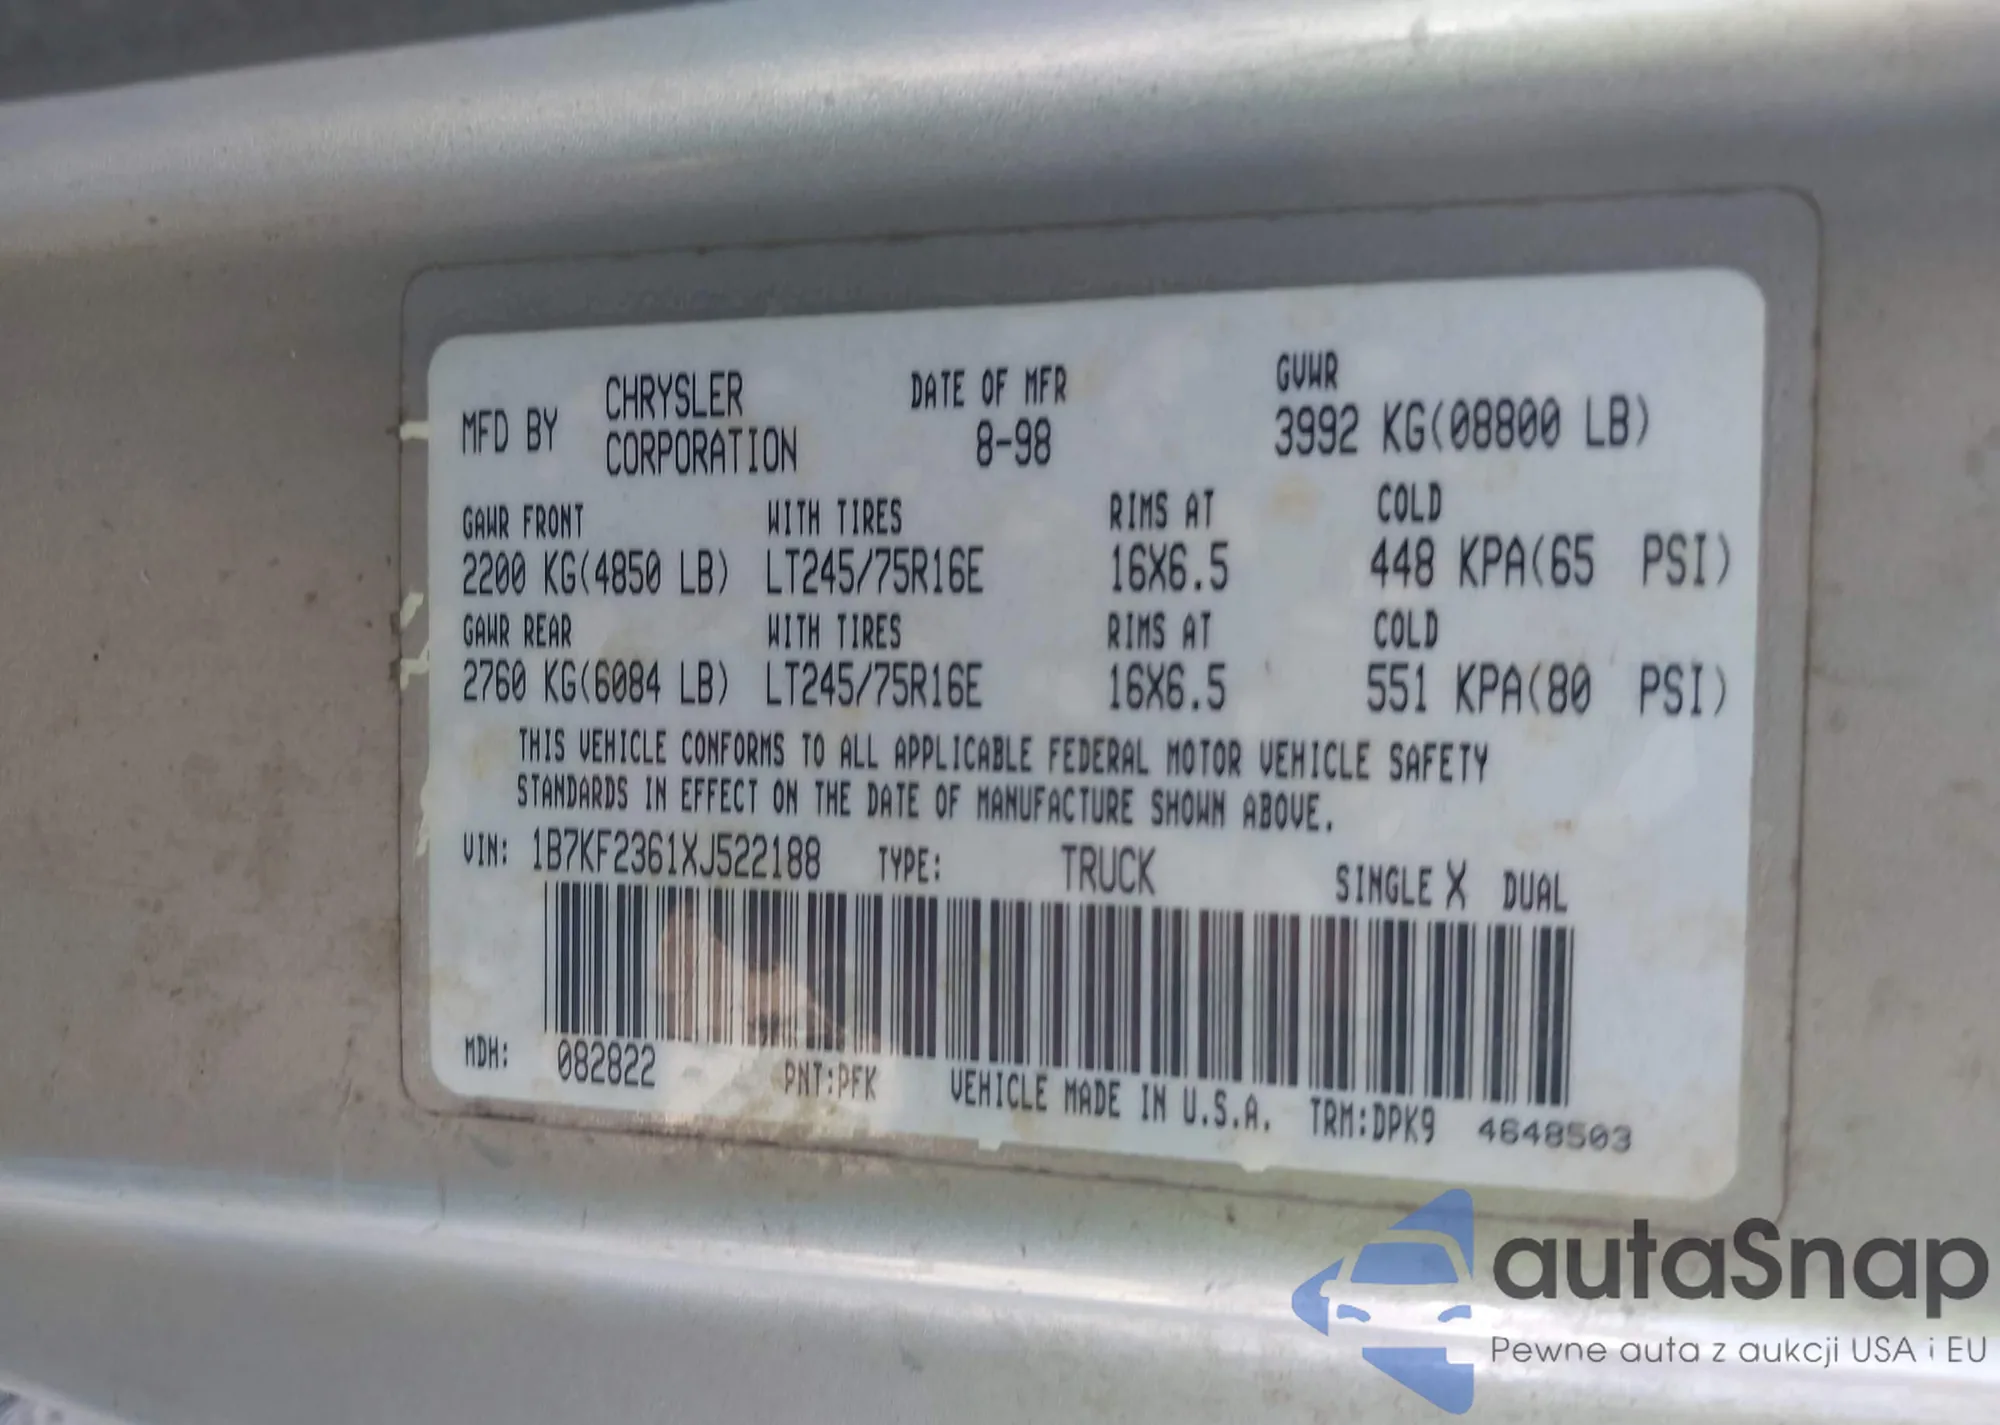 MFD BY CHRYSLER CORPORATION
DATE OF MFR 8-98
GVWR 3992 KG(08800 LB)
GAWR FRONT WITH TIRES RIMS AT COLD
2200 KG(4850 LB) LT245/75R16E 16X6.5 448 KPA(65 PSI)
GAWR REAR WITH TIRES RIMS AT COLD
2760 KG(6084 LB) LT245/75R16E 16X6.5 551 KPA(80 PSI)
THIS VEHICLE CONFORMS TO ALL APPLICABLE FEDERAL MOTOR VEHICLE SAFETY
STANDARDS IN EFFECT ON THE DATE OF MANUFACTURE SHOWN ABOVE.
VIN: 1B7KF2361XJ522188 TYPE: TRUCK SINGLE X DUAL
MDH: 082822 PNT:PFK VEHICLE MADE IN U.S.A. TRM:DPK9 4648503
autaSnap
Pewne auta z aukcji USA i EU